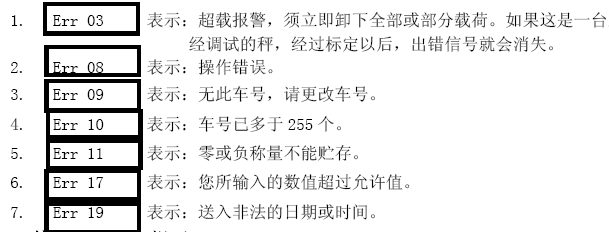 1. Err 03 表示：超载报警，须立即卸下全部或部分载荷。如果这是一台
经调试的秤，经过标定以后，出错信号就会消失。
2. Err 08 表示：操作错误。
3. Err 09 表示：无此车号，请更改车号。
4. Err 10 表示：车号已多于 255 个。
5. Err 11 表示：零或负称量不能贮存。
6. Err 17 表示：您所输入的数值超过允许值。
7. Err 19 表示：送入非法的日期或时间。